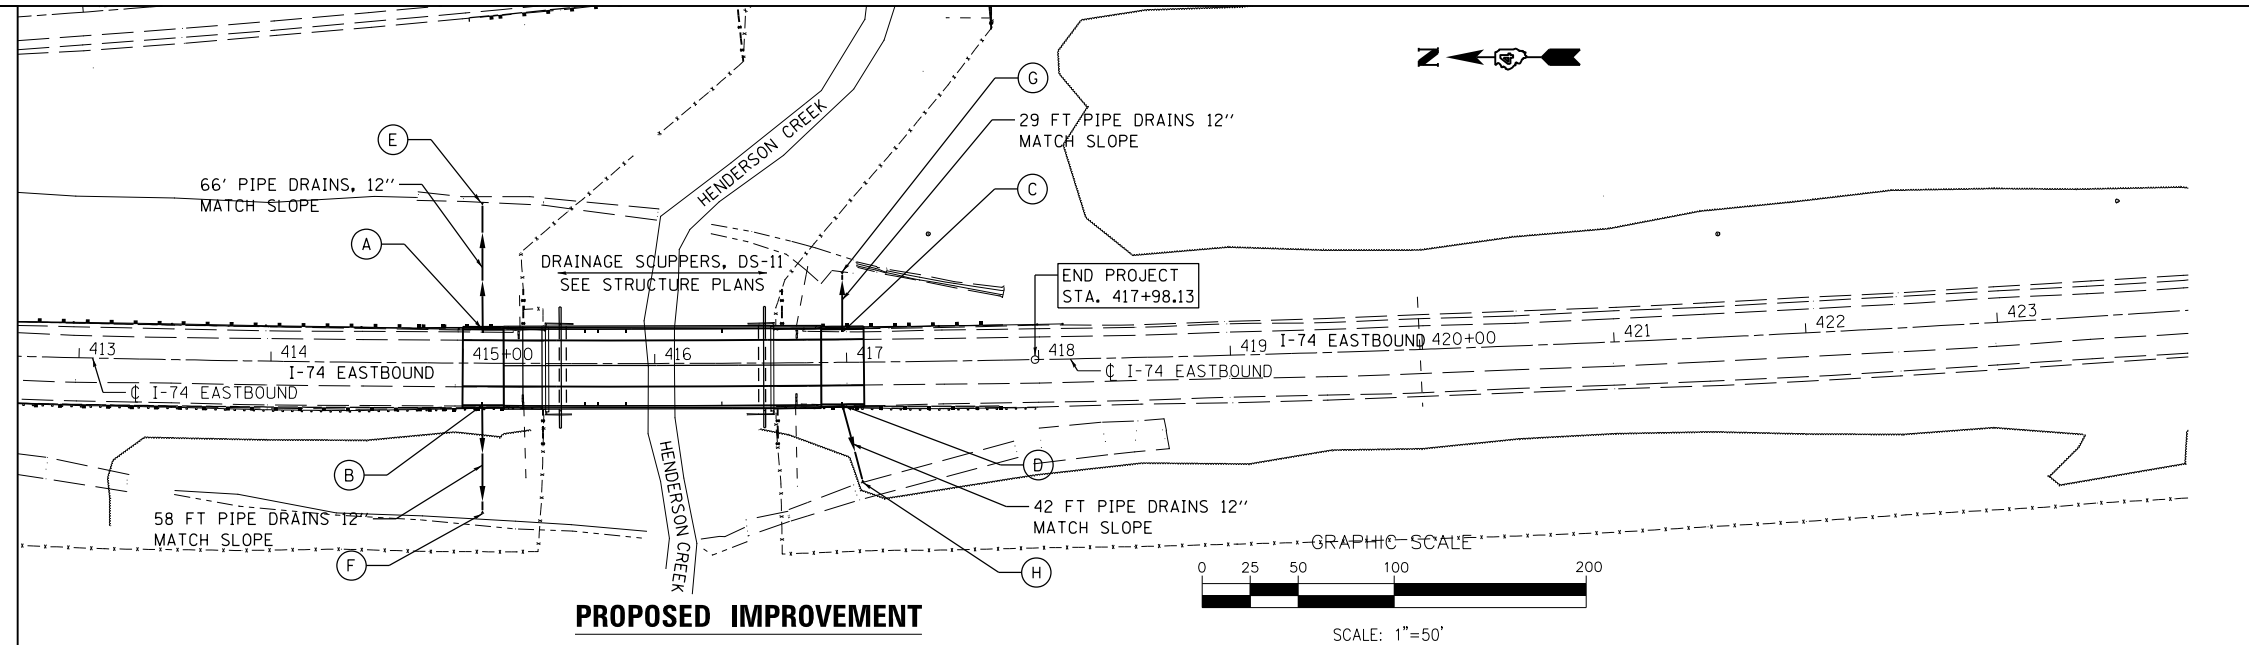 N
G
29 FT PIPE DRAINS 12''
MATCH SLOPE
E
66' PIPE DRAINS, 12''
MATCH SLOPE
HENDERSON CREEK
C
A
DRAINAGE SCUPPERS, DS-11
SEE STRUCTURE PLANS
END PROJECT
STA. 417+98.13
413
414
415+00
416
417
418
419
I-74 EASTBOUND
420+00
421
422
423
I-74 EASTBOUND
℄ I-74 EASTBOUND
℄ I-74 EASTBOUND
B
D
HENDERSON CREEK
58 FT PIPE DRAINS 12''
MATCH SLOPE
42 FT PIPE DRAINS 12''
MATCH SLOPE
F
H
GRAPHIC SCALE
0 25 50 100 200
PROPOSED IMPROVEMENT
SCALE: 1"=50'